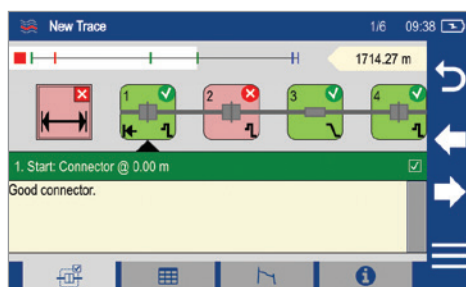 New Trace 1/6 09:38
1714.27 m
1 2 3 4
1. Start: Connector @ 0.00 m
Good connector.